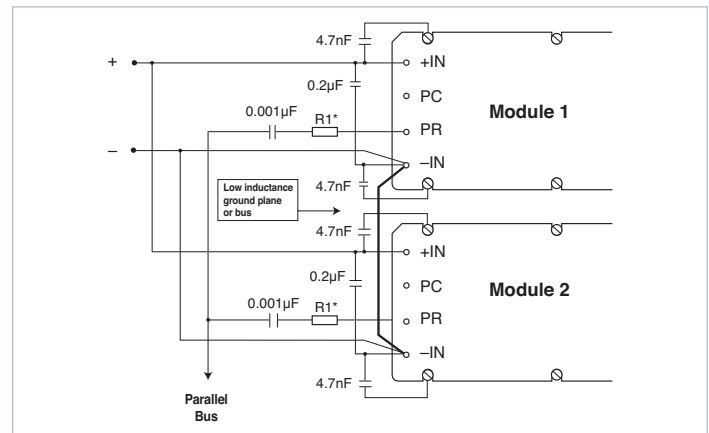 4.7nF
+
+IN
0.2µF
PC
Module 1
0.001µF
R1*
PR
–
–IN
4.7nF
Low inductance
ground plane
or bus
4.7nF
+IN
0.2µF
PC
Module 2
0.001µF
R1*
PR
–IN
4.7nF
Parallel
Bus